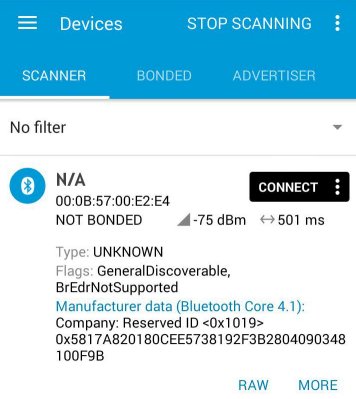 Devices STOP SCANNING
SCANNER BONDED ADVERTISER
No filter
N/A
CONNECT
00:0B:57:00:E2:E4
NOT BONDED -75 dBm 501 ms
Type: UNKNOWN
Flags: GeneralDiscoverable,
BrEdrNotSupported
Manufacturer data (Bluetooth Core 4.1):
Company: Reserved ID <0x1019>
0x5817A820180CEE5738192F3B2804090348
100F9B
RAW MORE